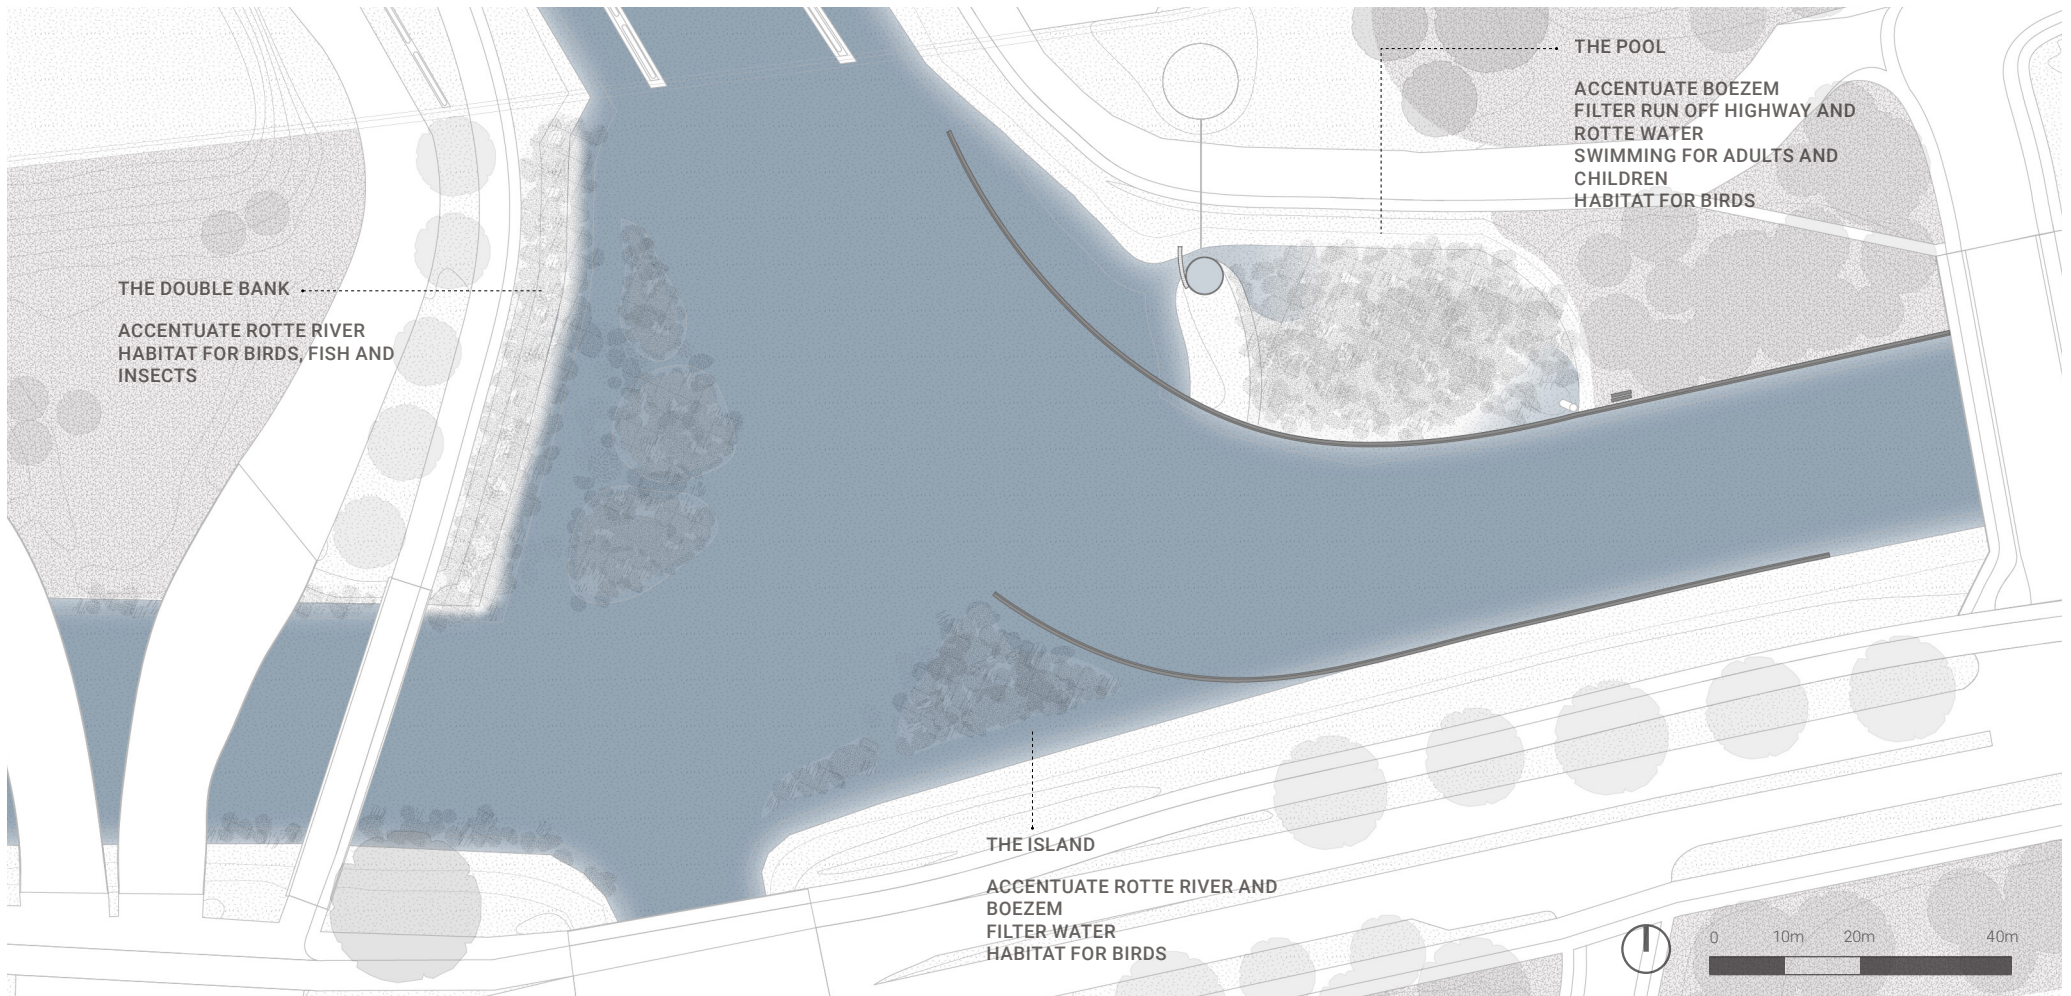 THE POOL
ACCENTUATE BOEZEM
FILTER RUN OFF HIGHWAY AND
ROTTE WATER
SWIMMING FOR ADULTS AND
CHILDREN
HABITAT FOR BIRDS
THE DOUBLE BANK
ACCENTUATE ROTTE RIVER
HABITAT FOR BIRDS, FISH AND
INSECTS
THE ISLAND
ACCENTUATE ROTTE RIVER AND
BOEZEM
FILTER WATER
HABITAT FOR BIRDS
0 10m 20m 40m